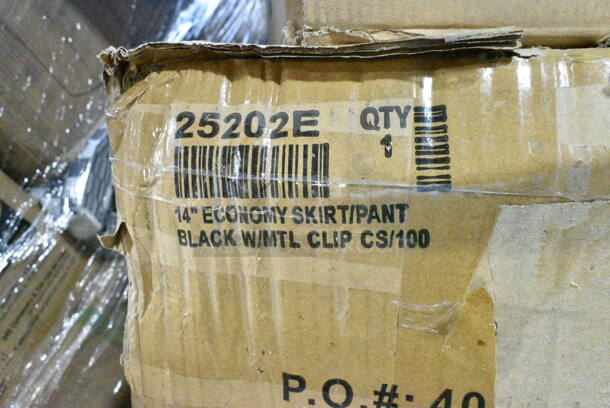 25202E QTY
1
14" ECONOMY SKIRT/PANT
BLACK W/MTL CLIP CS/100
P.O.#: 40